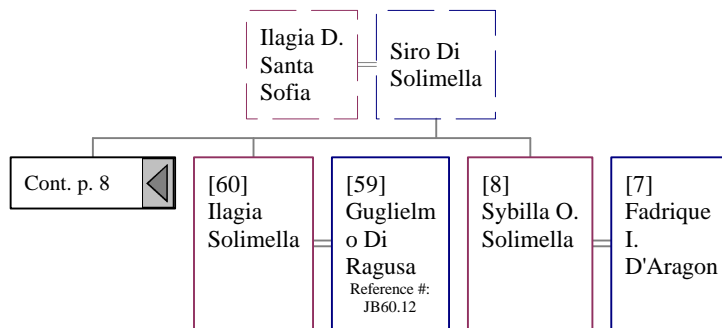 Ilagia D.
Santa
Sofia
Siro Di
Solimella
Cont. p. 8
[60]
Ilagia
Solimella
[59]
Guglielm
o Di
Ragusa
Reference #:
JB60.12
[8]
Sybilla O.
Solimella
[7]
Fadrique
I.
D'Aragon